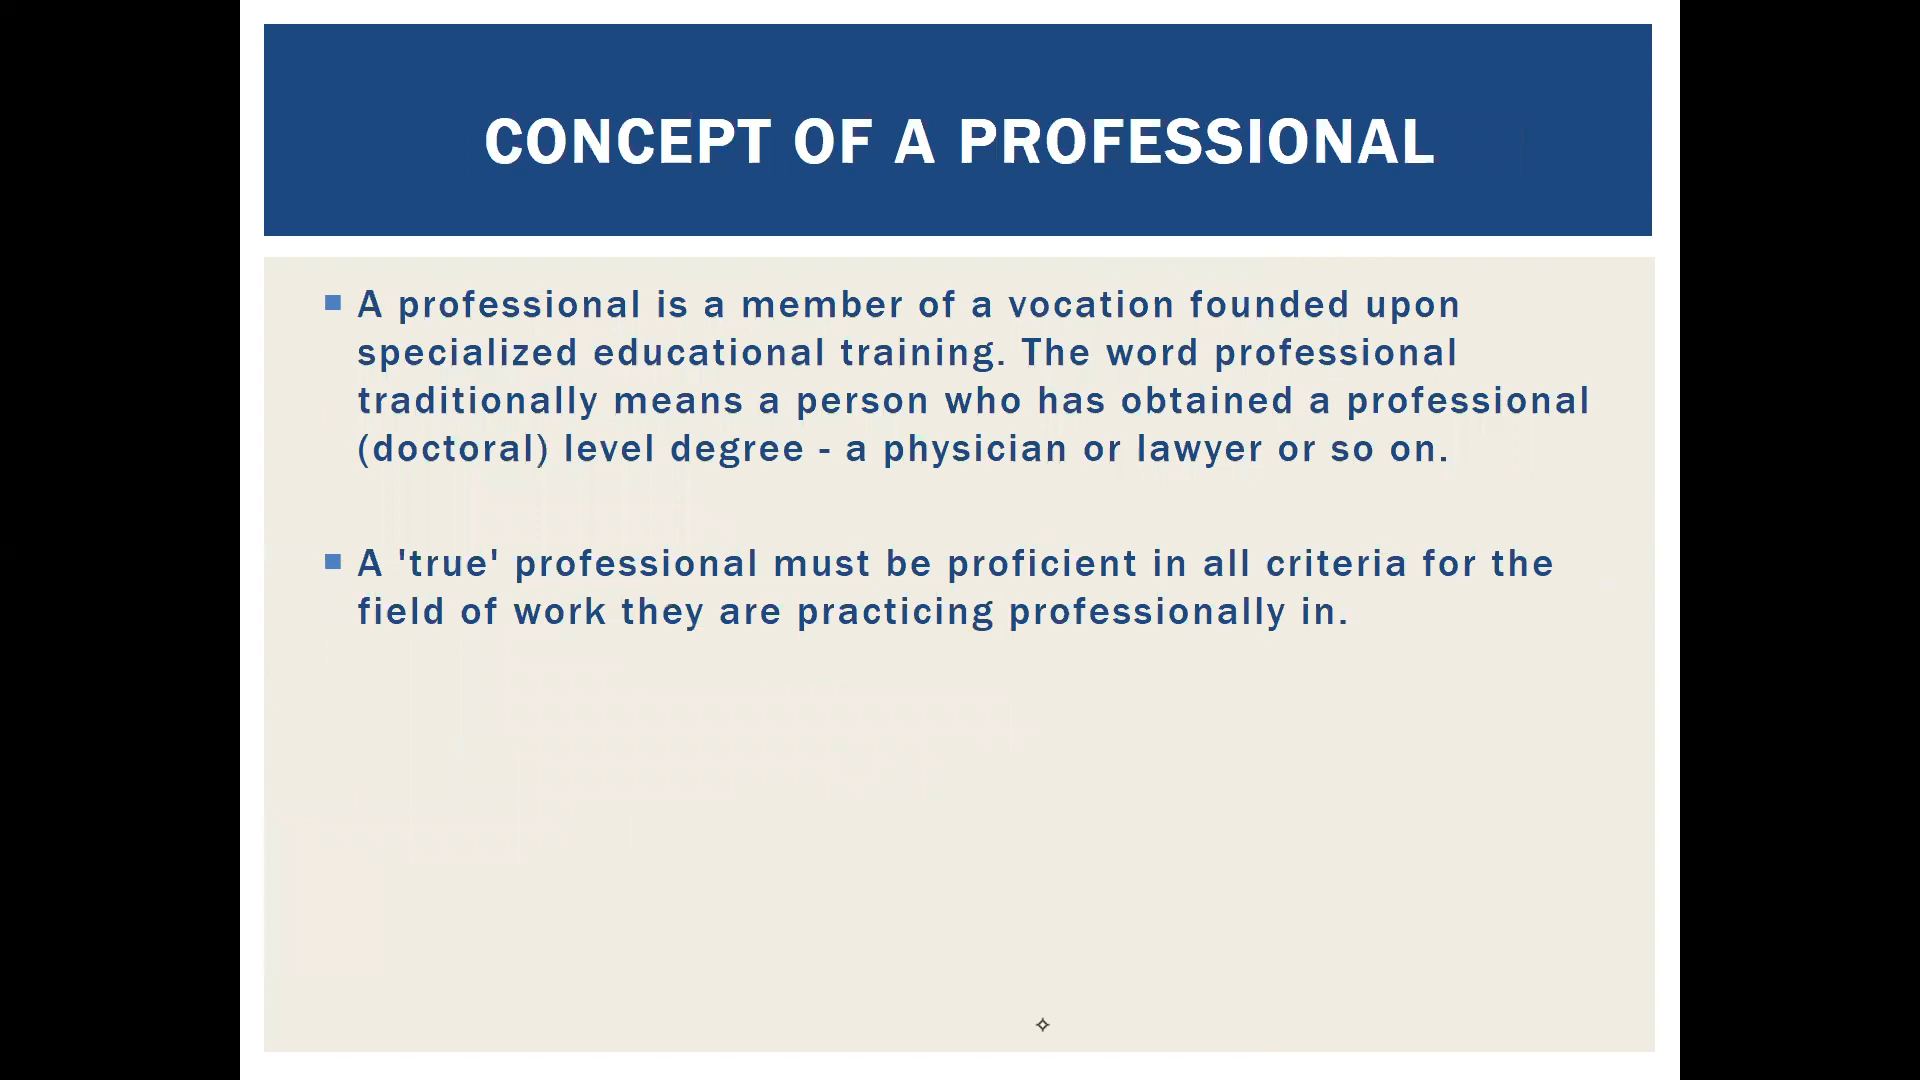 CONCEPT OF A PROFESSIONAL
A professional is a member of a vocation founded upon
specialized educational training. The word professional
traditionally means a person who has obtained a professional
(doctoral) level degree - a physician or lawyer or so on.
A 'true' professional must be proficient in all criteria for the
field of work they are practicing professionally in.